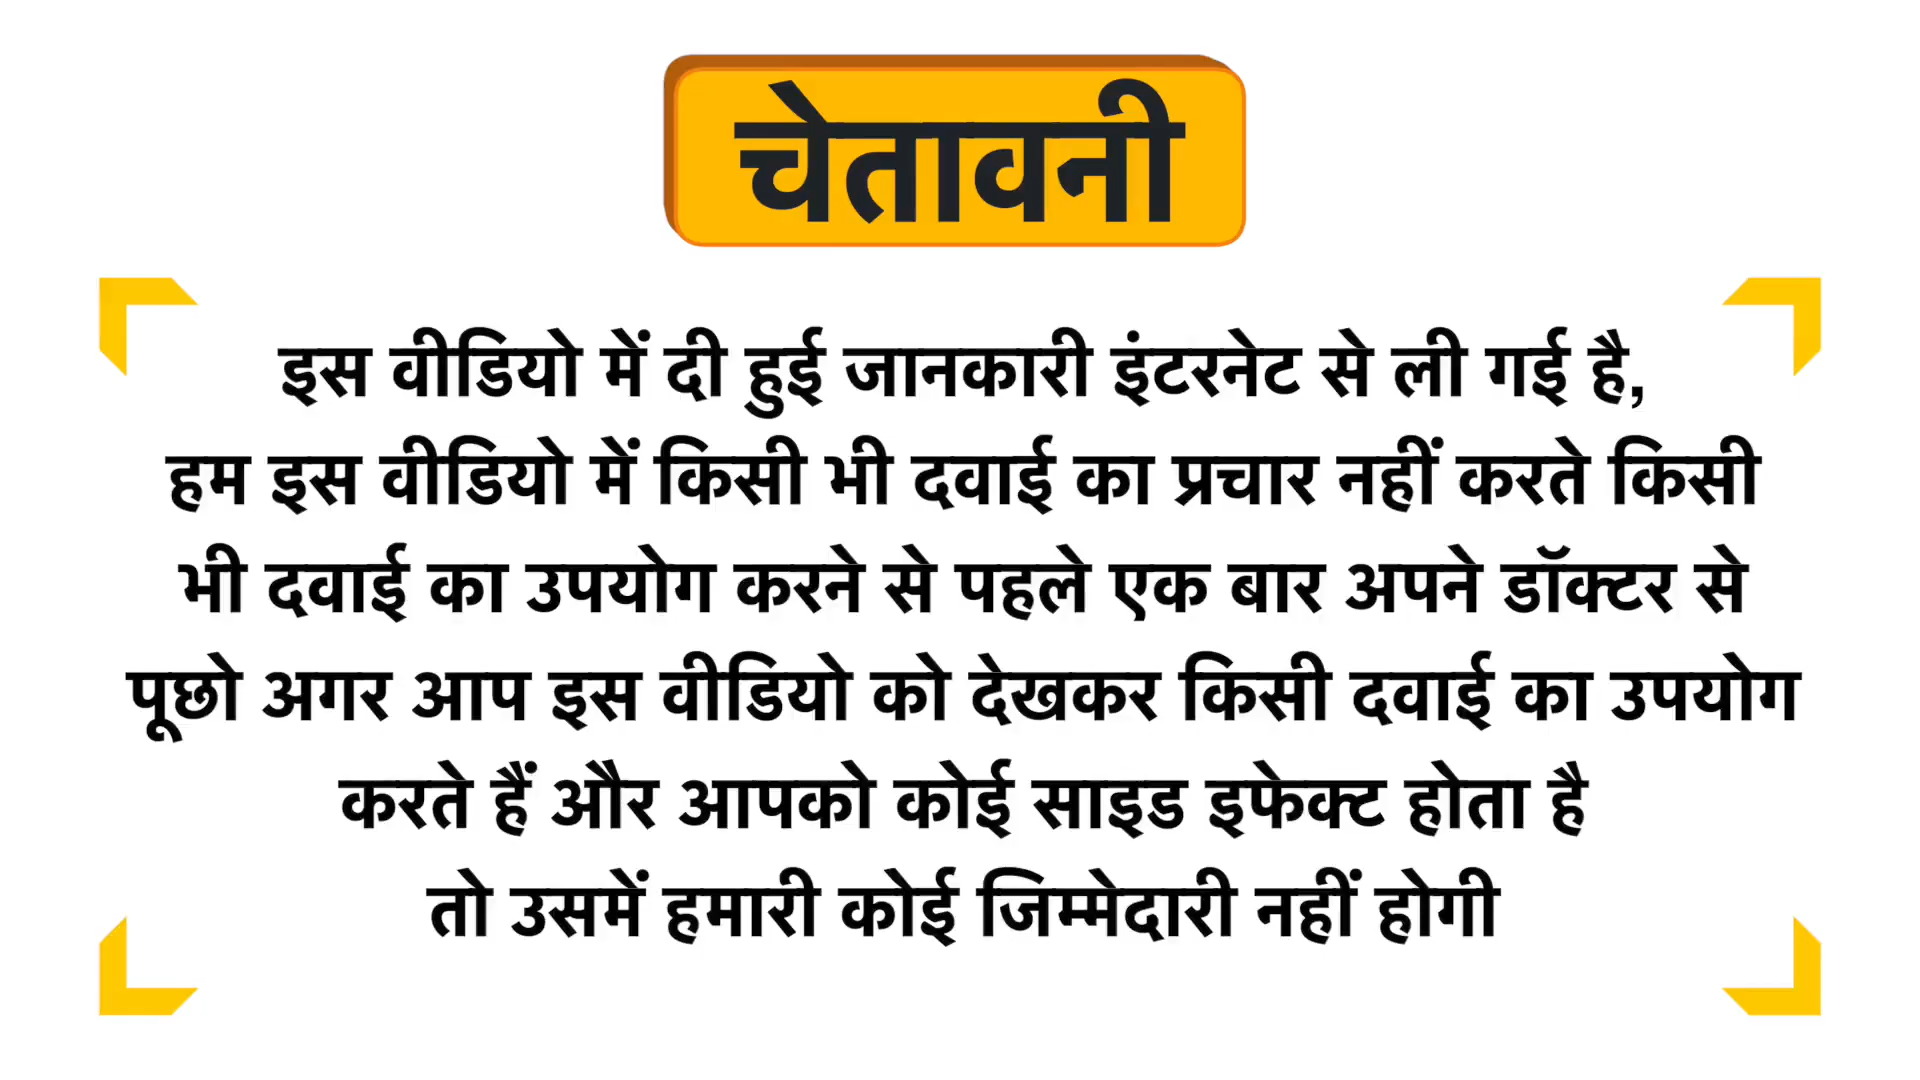 चेतावनी
इस वीडियो में दी हुई जानकारी इंटरनेट से ली गई है,
हम इस वीडियो में किसी भी दवाई का प्रचार नहीं करते किसी
भी दवाई का उपयोग करने से पहले एक बार अपने डॉक्टर से
पूछो अगर आप इस वीडियो को देखकर किसी दवाई का उपयोग
करते हैं और आपको कोई साइड इफेक्ट होता है
तो उसमें हमारी कोई जिम्मेदारी नहीं होगी